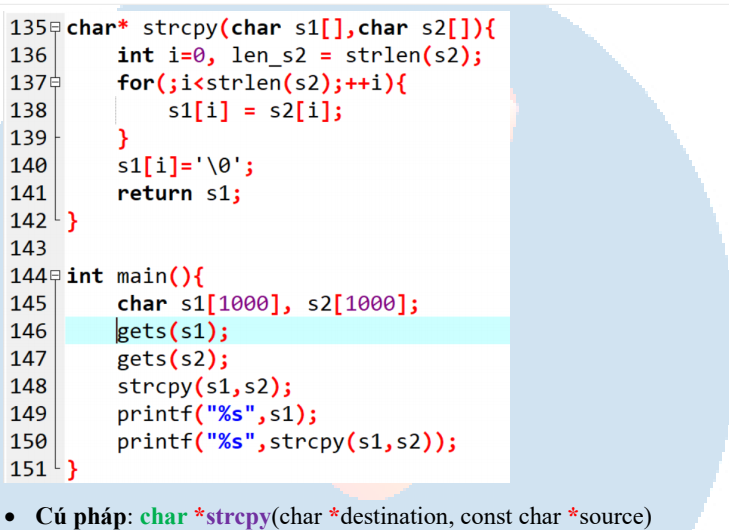 135 char* strcpy(char s1[],char s2[]){
136     int i=0, len_s2 = strlen(s2);
137     for(;i<strlen(s2);++i){
138         s1[i] = s2[i];
139     }
140     s1[i]='\0';
141     return s1;
142 }
143
144 int main(){
145     char s1[1000], s2[1000];
146     gets(s1);
147     gets(s2);
148     strcpy(s1,s2);
149     printf("%s",s1);
150     printf("%s",strcpy(s1,s2));
151 }
• Cú pháp: char *strcpy(char *destination, const char *source)